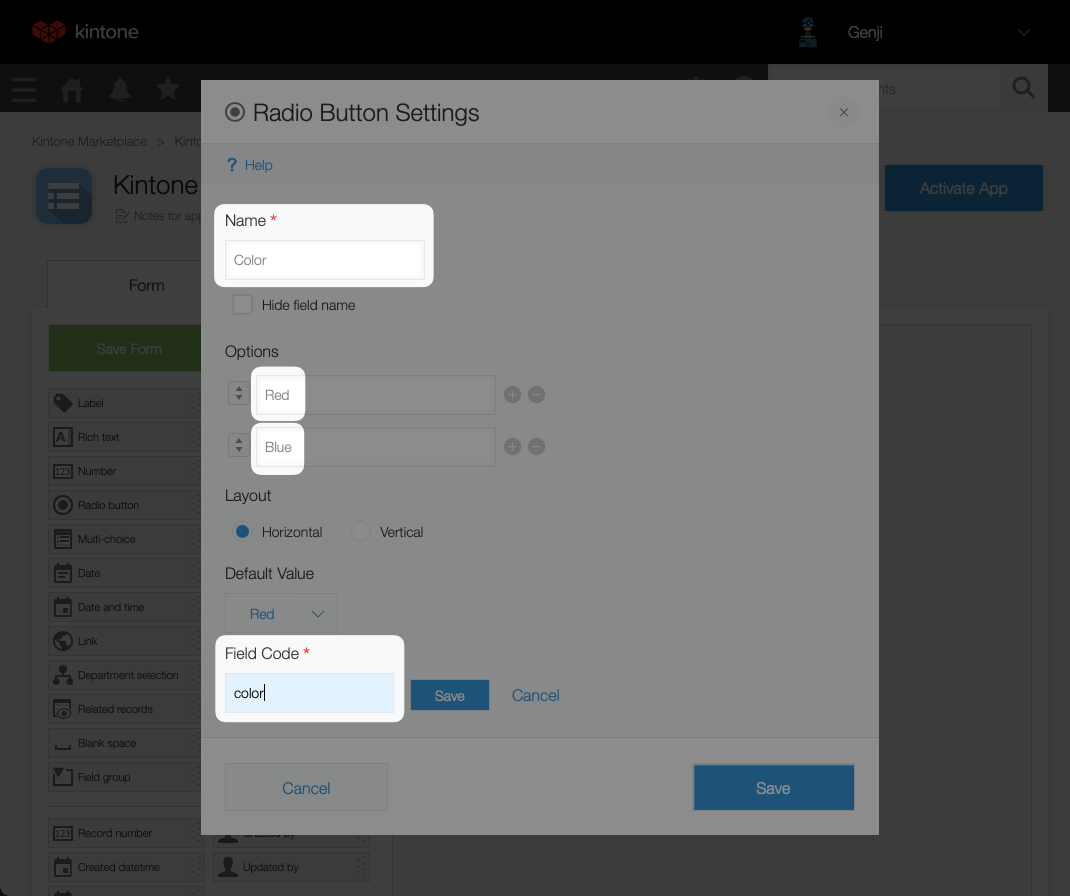 kintone
Genji
Radio Button Settings
nts
Kintone Marketplace > Kintc
? Help
Kintone
Notes for app
Activate App
Name *
Color
Form
Hide field name
Save Form
Options
Label
Red
Rich text
Blue
Number
Layout
Radio button
Horizontal Vertical
Multi-choice
Default Value
Date
Date and time
Red
Link
Field Code *
Department selection
color
Save Cancel
Related records
Blank space
Field group
Cancel
Save
Record number
Created by
Created datetime
Updated by